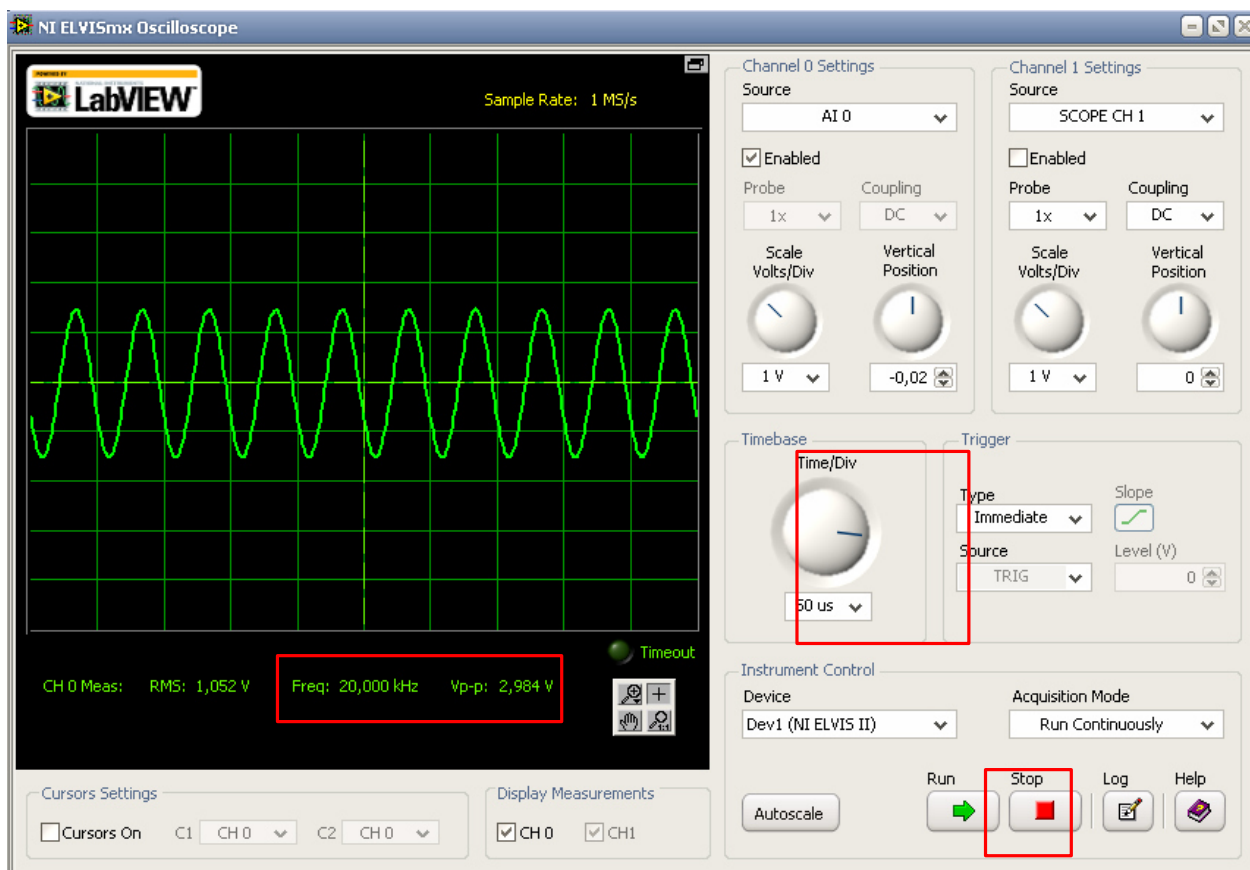 NI ELVISmx Oscilloscope
POWERED BY
NATIONAL INSTRUMENTS
LabVIEW
Sample Rate: 1 MS/s
Timeout
CH 0 Meas: RMS: 1,052 V Freq: 20,000 kHz Vp-p: 2,984 V
Cursors Settings
Cursors On C1 CH 0 C2 CH 0
Display Measurements
CH 0 CH1
Channel 0 Settings
Source
AI 0
Enabled
Probe Coupling
1x DC
Scale
Volts/Div
Vertical
Position
1 V -0,02
Channel 1 Settings
Source
SCOPE CH 1
Enabled
Probe Coupling
1x DC
Scale
Volts/Div
Vertical
Position
1 V 0
Timebase
Time/Div
50 us
Trigger
Type Slope
Immediate
Source Level (V)
TRIG 0
Instrument Control
Device Acquisition Mode
Dev1 (NI ELVIS II) Run Continuously
Run Stop Log Help
Autoscale